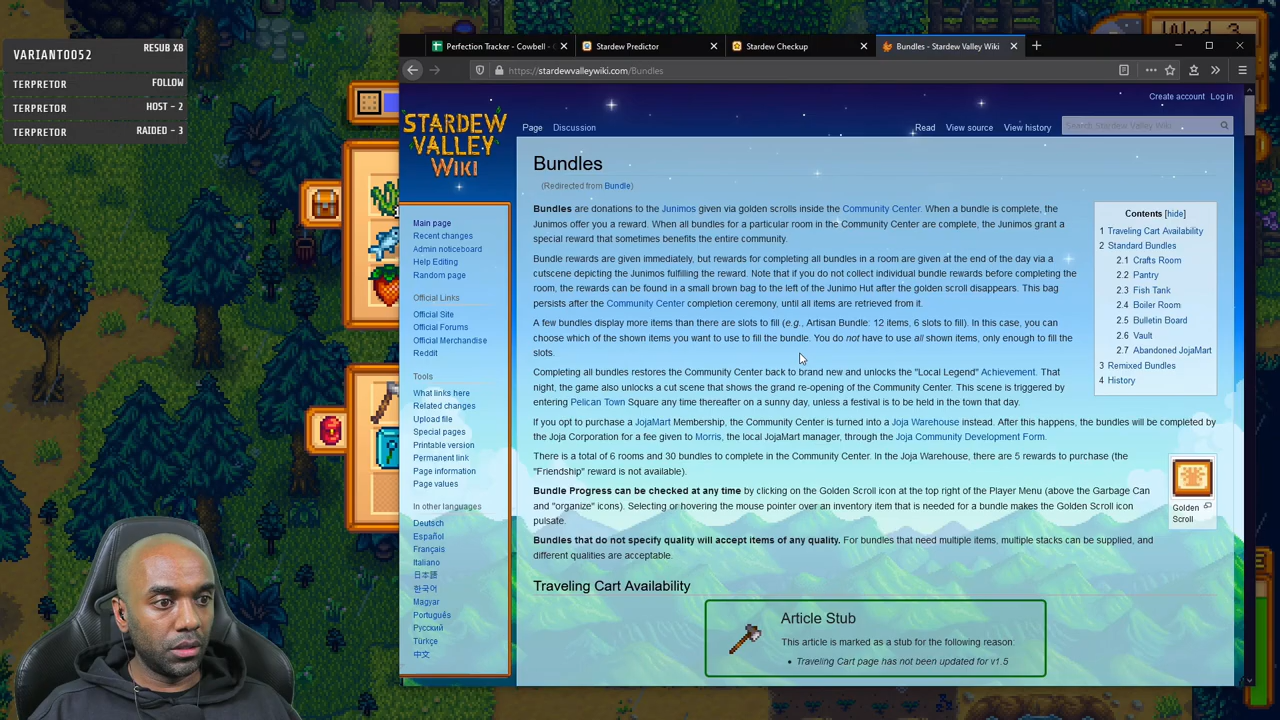 VARIANT0052 RESUB X8
TERPRETOR FOLLOW
TERPRETOR HOST - 2
TERPRETOR RAIDED - 3
Perfection Tracker - Cowbell -
Stardew Predictor
Stardew Checkup
Bundles - Stardew Valley Wiki
https://stardewvalleywiki.com/Bundles
Create account Log in
STARDEW
VALLEY
WIKI
Page Discussion
Read View source View history
Search Stardew Valley Wiki
Main page
Recent changes
Admin noticeboard
Help Editing
Random page
Official Links
Official Site
Official Forums
Official Merchandise
Reddit
Tools
What links here
Related changes
Upload file
Special pages
Printable version
Permanent link
Page information
Page values
In other languages
Deutsch
Español
Français
Italiano
日本語
한국어
Magyar
Português
Русский
Türkçe
中文
Bundles
(Redirected from Bundle)
Bundles are donations to the Junimos given via golden scrolls inside the Community Center. When a bundle is complete, the
Junimos offer you a reward. When all bundles for a particular room in the Community Center are complete, the Junimos grant a
special reward that sometimes benefits the entire community.
Bundle rewards are given immediately, but rewards for completing all bundles in a room are given at the end of the day via a
cutscene depicting the Junimos fulfilling the reward. Note that if you do not collect individual bundle rewards before completing the
room, the rewards can be found in a small brown bag to the left of the Junimo Hut after the golden scroll disappears. This bag
persists after the Community Center completion ceremony, until all items are retrieved from it.
A few bundles display more items than there are slots to fill (e.g., Artisan Bundle: 12 items, 6 slots to fill). In this case, you can
choose which of the shown items you want to use to fill the bundle. You do not have to use all shown items, only enough to fill the
slots.
Completing all bundles restores the Community Center back to brand new and unlocks the "Local Legend" Achievement. That
night, the game also unlocks a cut scene that shows the grand re-opening of the Community Center. This scene is triggered by
entering Pelican Town Square any time thereafter on a sunny day, unless a festival is to be held in the town that day.
If you opt to purchase a JojaMart Membership, the Community Center is turned into a Joja Warehouse instead. After this happens, the bundles will be completed by
the Joja Corporation for a fee given to Morris, the local JojaMart manager, through the Joja Community Development Form.
There is a total of 6 rooms and 30 bundles to complete in the Community Center. In the Joja Warehouse, there are 5 rewards to purchase (the
"Friendship" reward is not available).
Bundle Progress can be checked at any time by clicking on the Golden Scroll icon at the top right of the Player Menu (above the Garbage Can
and "organize" icons). Selecting or hovering the mouse pointer over an inventory item that is needed for a bundle makes the Golden Scroll icon
pulsate.
Bundles that do not specify quality will accept items of any quality. For bundles that need multiple items, multiple stacks can be supplied, and
different qualities are acceptable.
Contents [hide]
1 Traveling Cart Availability
2 Standard Bundles
2.1 Crafts Room
2.2 Pantry
2.3 Fish Tank
2.4 Boiler Room
2.5 Bulletin Board
2.6 Vault
2.7 Abandoned JojaMart
3 Remixed Bundles
4 History
Golden
Scroll
Traveling Cart Availability
Article Stub
This article is marked as a stub for the following reason:
• Traveling Cart page has not been updated for v1.5